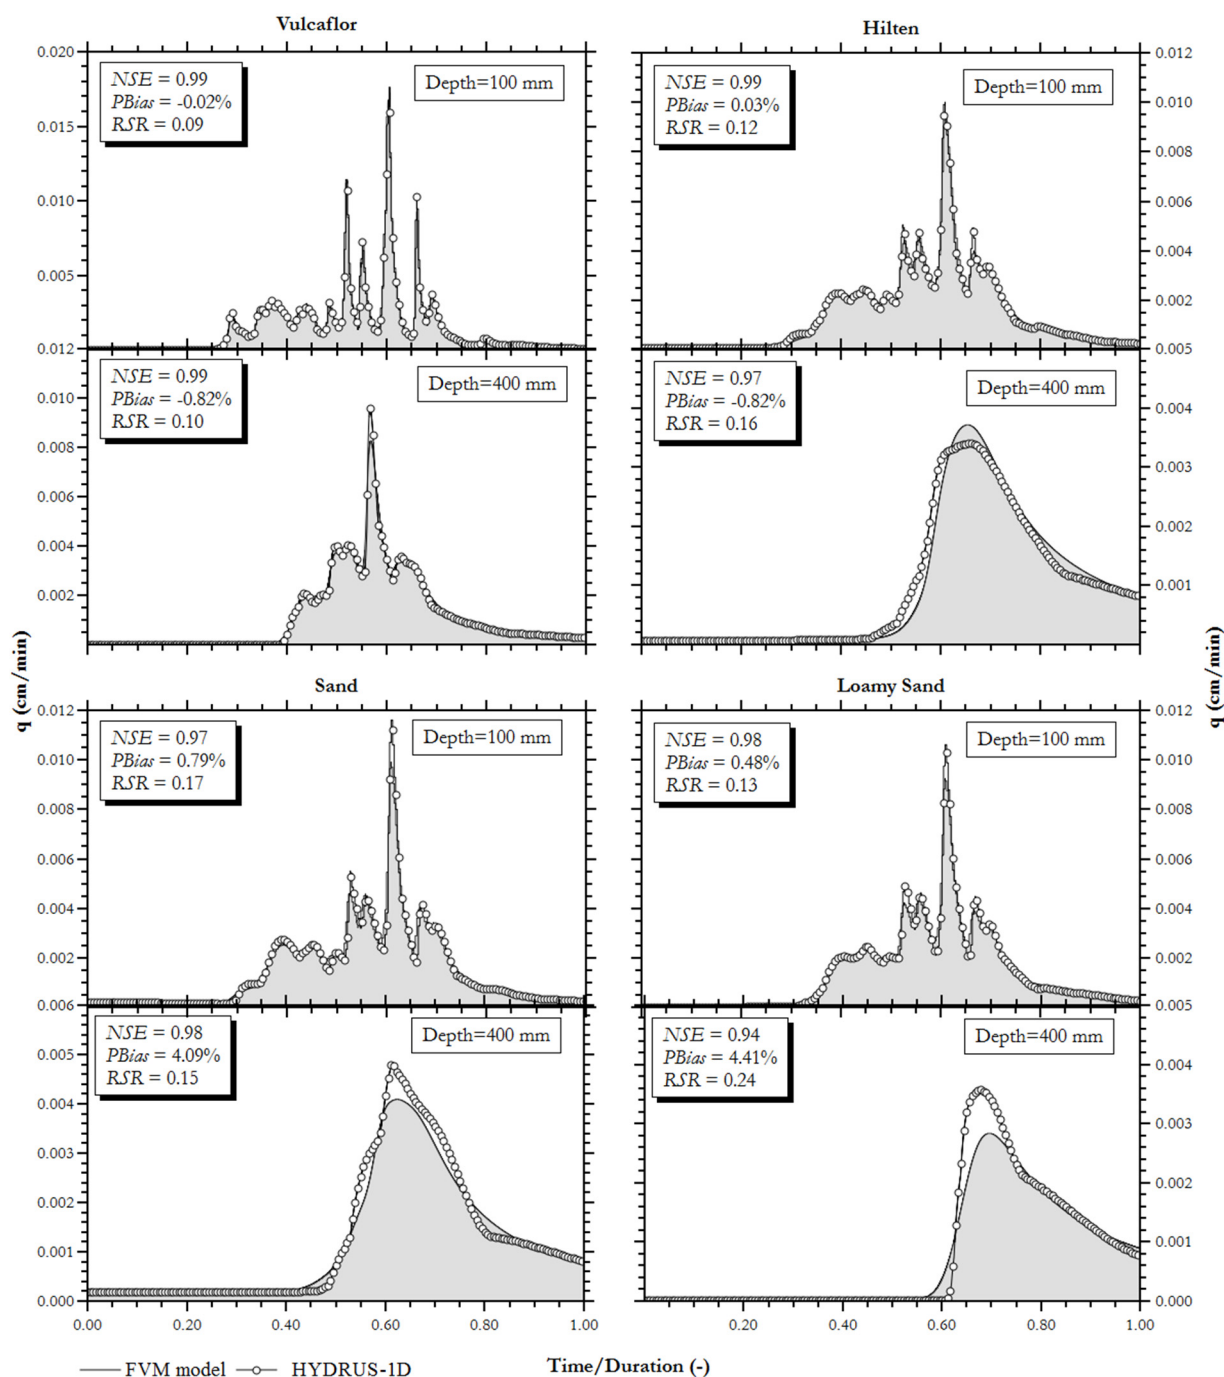 Vulcaflor
NSE = 0.99
PBias = -0.02%
RSR = 0.09
Depth=100 mm
0.020
0.015
0.010
0.005
0.012
NSE = 0.99
PBias = -0.82%
RSR = 0.10
Depth=400 mm
0.010
0.008
0.006
0.004
0.002
Hilten
NSE = 0.99
PBias = 0.03%
RSR = 0.12
Depth=100 mm
0.012
0.010
0.008
0.006
0.004
0.002
0.005
NSE = 0.97
PBias = -0.82%
RSR = 0.16
Depth=400 mm
0.004
0.003
0.002
0.001
q (cm/min)
q (cm/min)
Sand
NSE = 0.97
PBias = 0.79%
RSR = 0.17
Depth=100 mm
0.012
0.010
0.008
0.006
0.004
0.002
0.006
NSE = 0.98
PBias = 4.09%
RSR = 0.15
Depth=400 mm
0.005
0.004
0.003
0.002
0.001
0.000
0.00 0.20 0.40 0.60 0.80 1.00
Loamy Sand
NSE = 0.98
PBias = 0.48%
RSR = 0.13
Depth=100 mm
0.012
0.010
0.008
0.006
0.004
0.002
0.005
NSE = 0.94
PBias = 4.41%
RSR = 0.24
Depth=400 mm
0.004
0.003
0.002
0.001
0.000
0.20 0.40 0.60 0.80 1.00
FVM model HYDRUS-1D
Time/Duration (-)